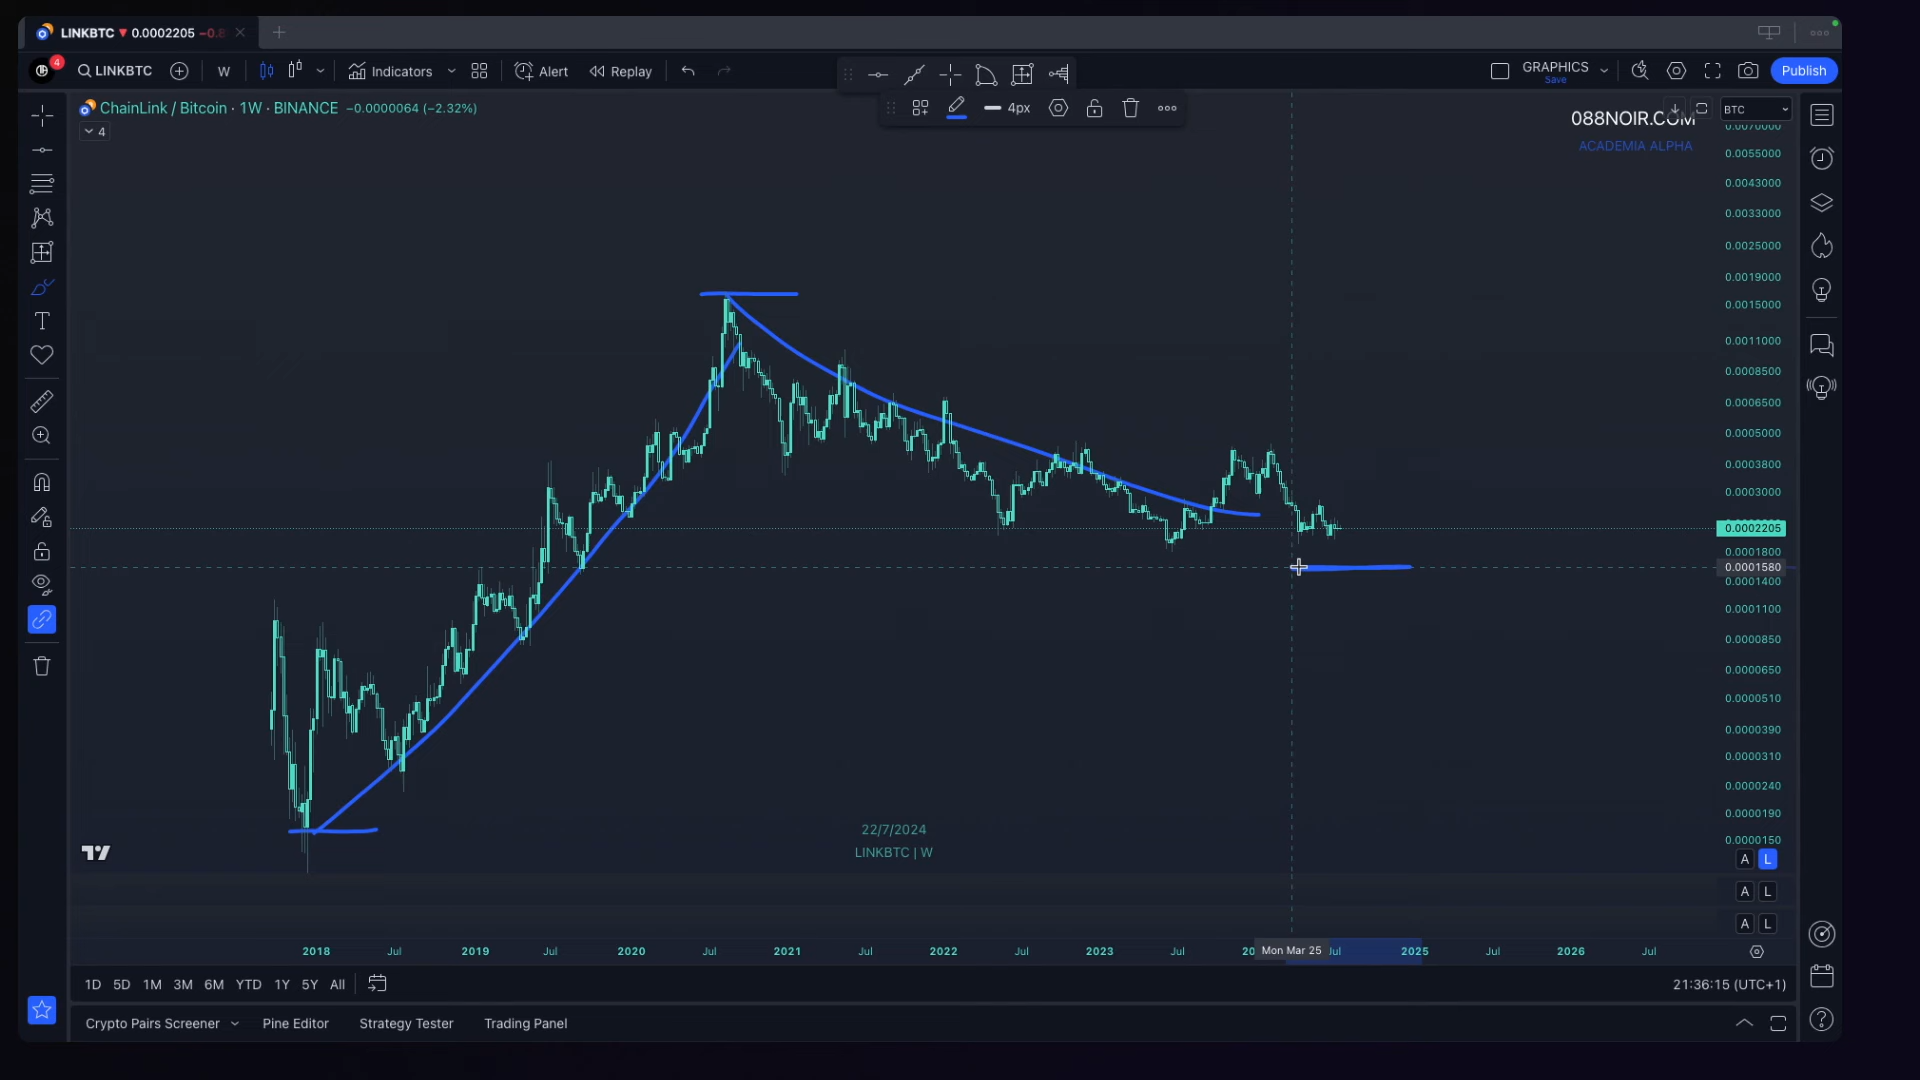 LINKBTC ▼ 0.0002205 −0.8
4
LINKBTC
W
Indicators
Alert
Replay
GRAPHICS
Save
Publish
4px
ChainLink / Bitcoin · 1W · BINANCE −0.0000064 (−2.32%)
4
088NOIR.COM
ACADEMIA ALPHA
BTC
0.0070000
0.0055000
0.0043000
0.0033000
0.0025000
0.0019000
0.0015000
0.0011000
0.0008500
0.0006500
0.0005000
0.0003800
0.0003000
0.0002205
0.0001800
0.0001580
0.0001400
0.0001100
0.0000850
0.0000650
0.0000510
0.0000390
0.0000310
0.0000240
0.0000190
0.0000150
22/7/2024
LINKBTC | W
A L
A L
A L
2018 Jul 2019 Jul 2020 Jul 2021 Jul 2022 Jul 2023 Jul Mon Mar 25 Jul 2025 Jul 2026 Jul
1D 5D 1M 3M 6M YTD 1Y 5Y All
21:36:15 (UTC+1)
Crypto Pairs Screener Pine Editor Strategy Tester Trading Panel